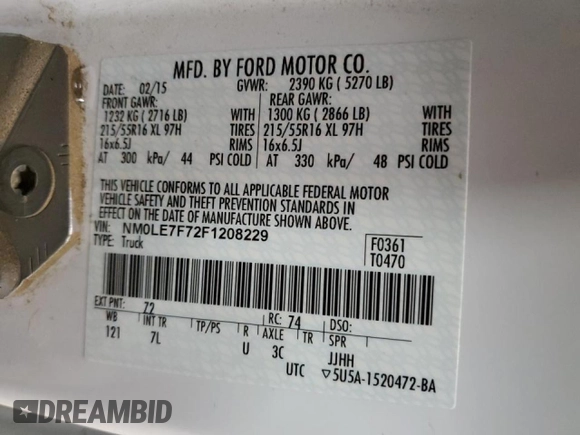 MFD. BY FORD MOTOR CO.
DATE: 02/15 GVWR: 2390 KG ( 5270 LB)
FRONT GAWR: REAR GAWR:
1232 KG ( 2716 LB) WITH 1300 KG ( 2866 LB) WITH
215/55R16 XL 97H TIRES 215/55R16 XL 97H TIRES
16x6.5J RIMS 16x6.5J RIMS
AT 300 kPa/ 44 PSI COLD AT 330 kPa/ 48 PSI COLD
THIS VEHICLE CONFORMS TO ALL APPLICABLE FEDERAL MOTOR
VEHICLE SAFETY AND THEFT PREVENTION STANDARDS IN
EFFECT ON THE DATE OF MANUFACTURE SHOWN ABOVE.
VIN: NM0LE7F72F1208229 F0361
TYPE: Truck T0470
EXT PNT: 72 RC: 74 DSO:
WB INT TR TP/PS R AXLE TR SPR
121 7L U 3C JJHH
UTC ▽5U5A-1520472-BA
DREAMBID